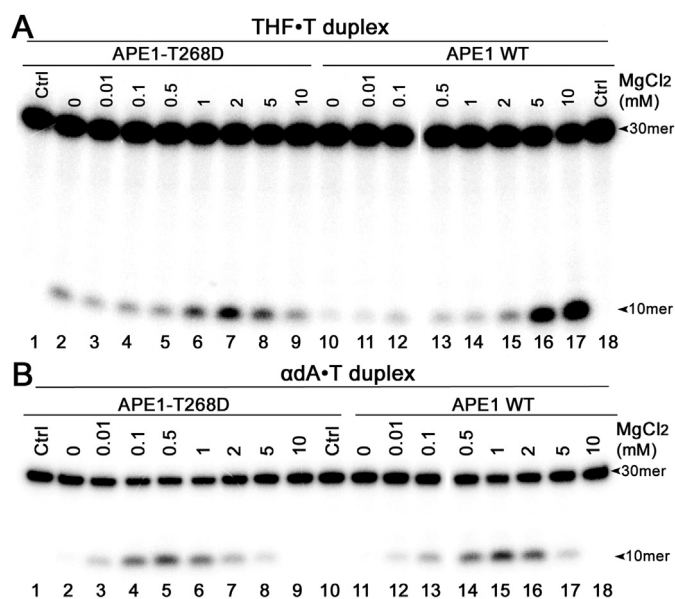 A
THF•T duplex
APE1-T268D APE1 WT
Ctrl 0 0.01 0.1 0.5 1 2 5 10 0 0.01 0.1 0.5 1 2 5 10 Ctrl MgCl2 (mM)
30mer
10mer
1 2 3 4 5 6 7 8 9 10 11 12 13 14 15 16 17 18
B
αdA•T duplex
APE1-T268D APE1 WT
Ctrl 0 0.01 0.1 0.5 1 2 5 10 Ctrl 0 0.01 0.1 0.5 1 2 5 10 MgCl2 (mM)
30mer
10mer
1 2 3 4 5 6 7 8 9 10 11 12 13 14 15 16 17 18